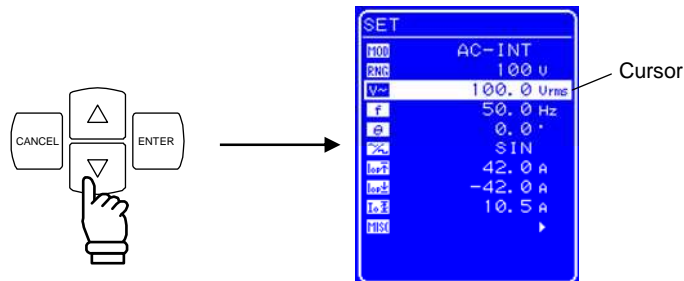 CANCEL
ENTER
SET
MOD AC-INT
RNG 100 V
V~ 100.0 Vrms
f 50.0 Hz
θ 0.0 °
SIN
42.0 A
-42.0 A
10.5 A
MISC
Cursor